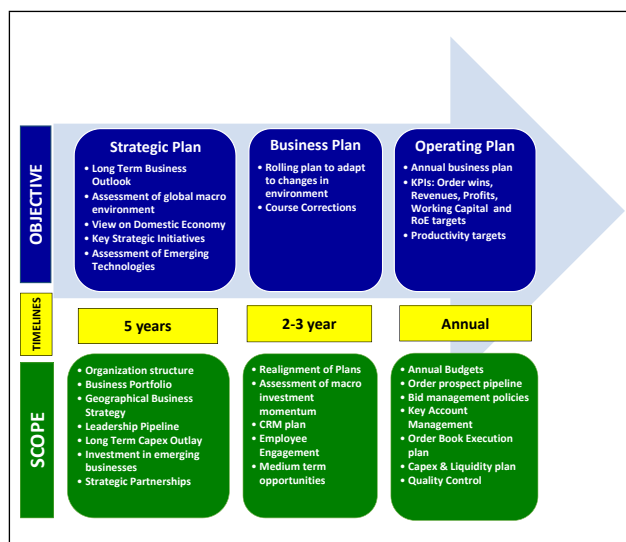 OBJECTIVE
Strategic Plan
• Long Term Business
Outlook
• Assessment of global macro
environment
• View on Domestic Economy
• Key Strategic Initiatives
• Assessment of Emerging
Technologies
Business Plan
• Rolling plan to adapt
to changes in
environment
• Course Corrections
Operating Plan
• Annual business plan
• KPIs: Order wins,
Revenues, Profits,
Working Capital and
RoE targets
• Productivity targets
TIMELINES
5 years
2-3 year
Annual
SCOPE
• Organization structure
• Business Portfolio
• Geographical Business
Strategy
• Leadership Pipeline
• Long Term Capex Outlay
• Investment in emerging
businesses
• Strategic Partnerships
• Realignment of Plans
• Assessment of macro
investment
momentum
• CRM plan
• Employee
Engagement
• Medium term
opportunities
• Annual Budgets
• Order prospect pipeline
• Bid management policies
• Key Account
Management
• Order Book Execution
plan
• Capex & Liquidity plan
• Quality Control